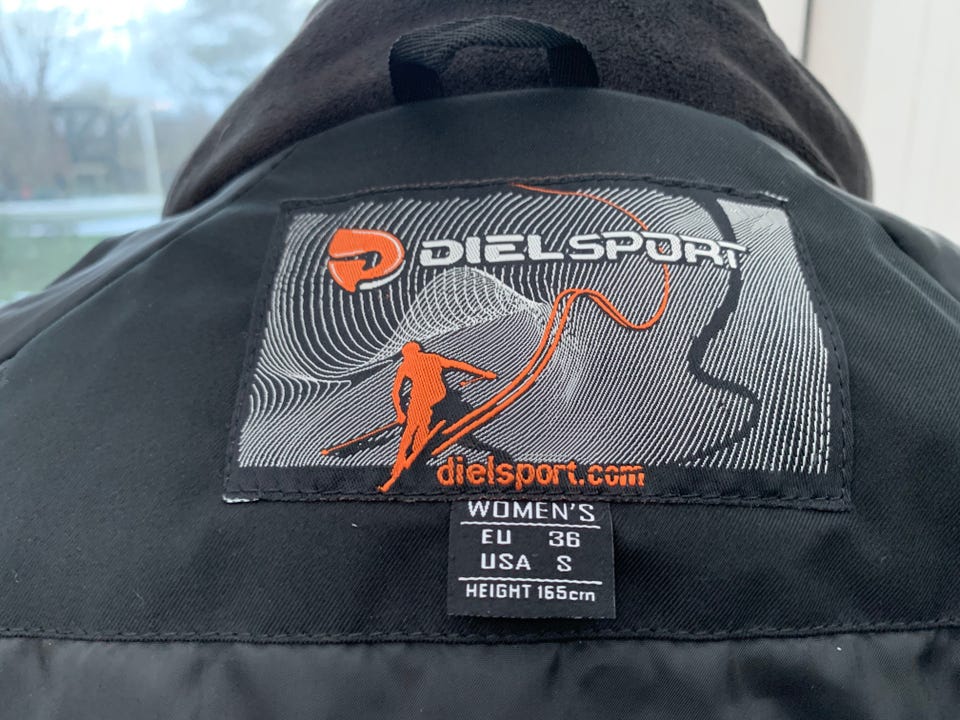 DIELSPORT
dielsport.com
WOMEN'S
EU 36
USA S
HEIGHT 165cm